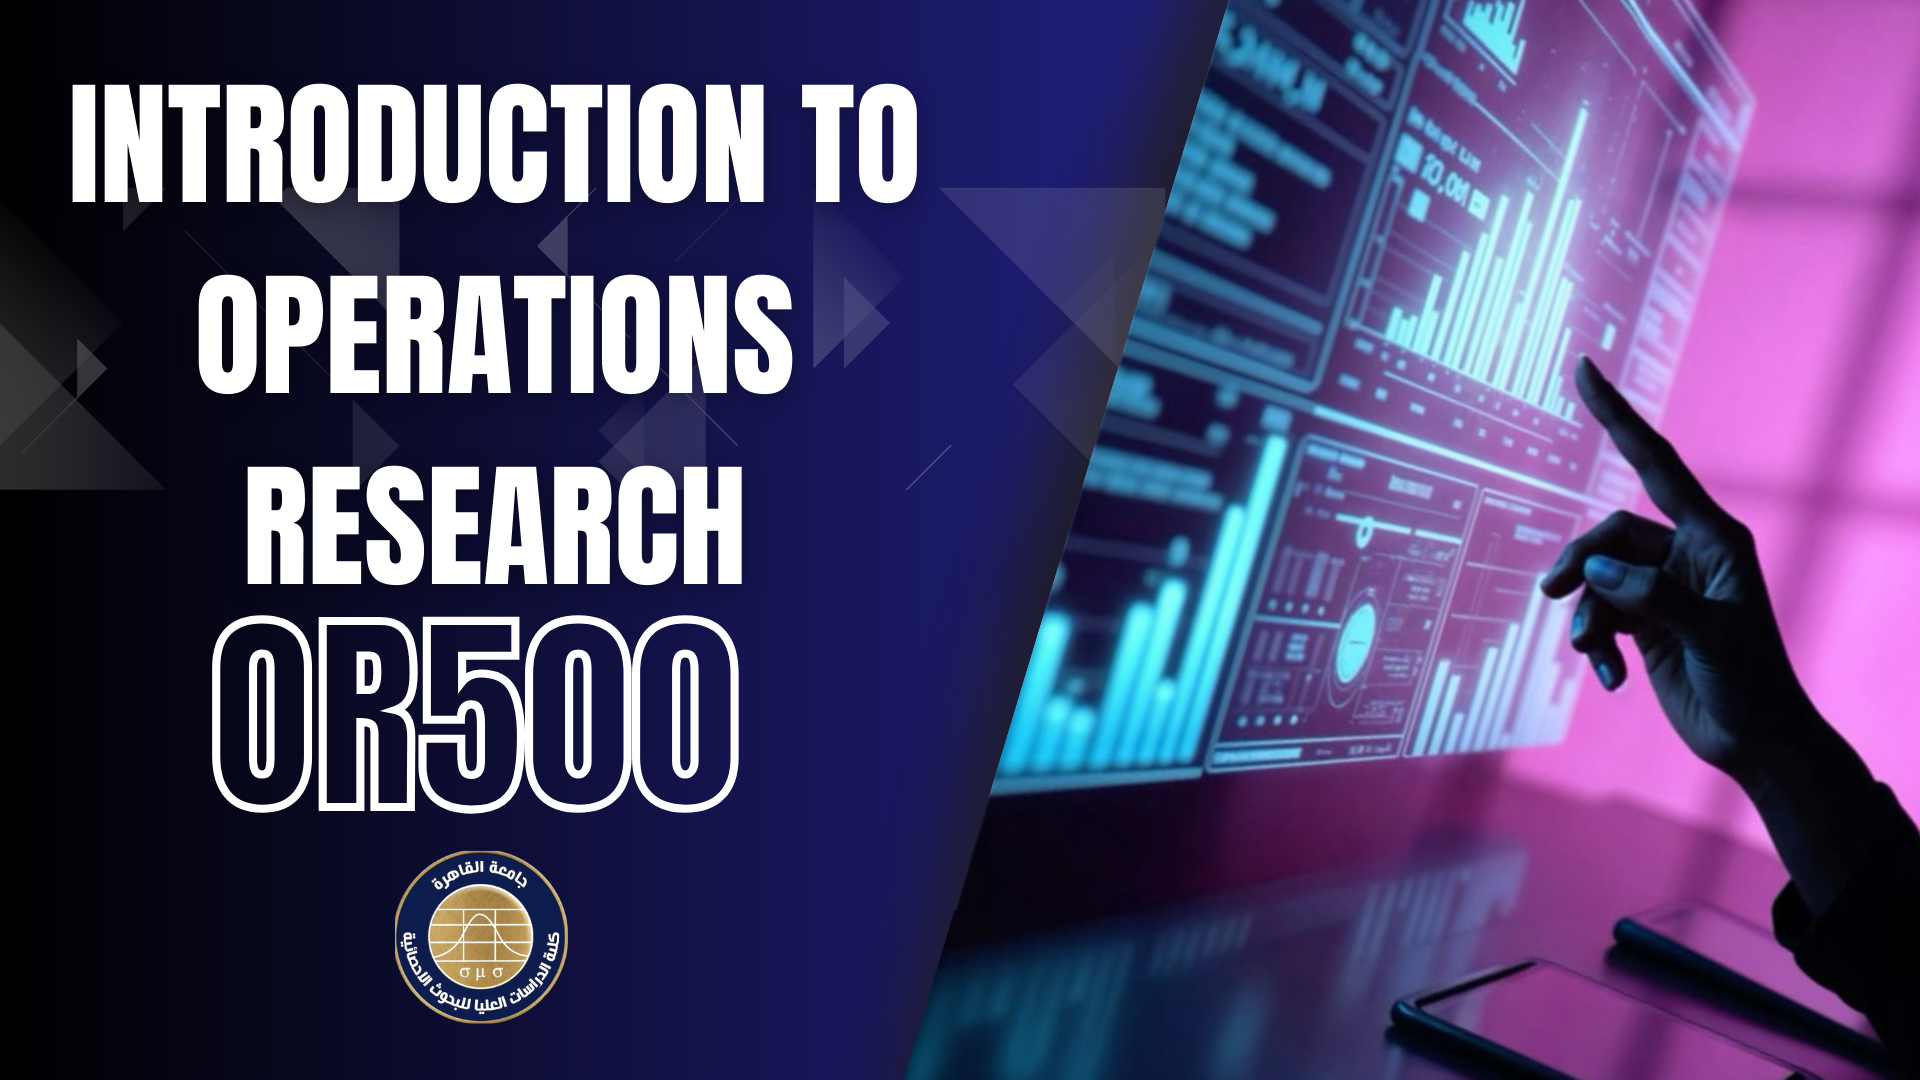 INTRODUCTION TO
OPERATIONS
RESEARCH
OR500
جامعة القاهرة
σ μ σ
كلية الدراسات العليا للبحوث الاحصائية